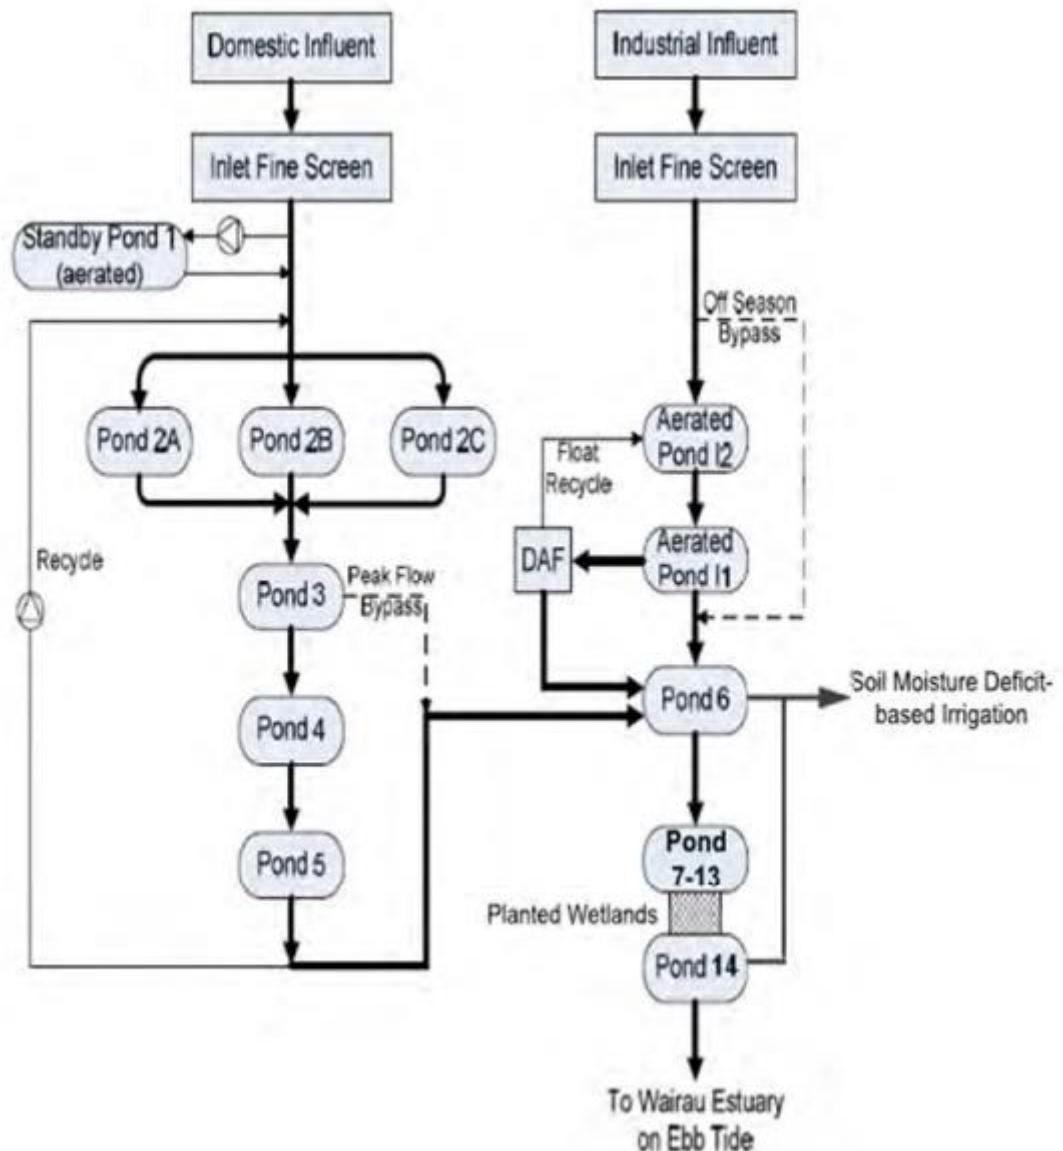 Domestic Influent
Industrial Influent
Inlet Fine Screen
Inlet Fine Screen
Standby Pond 1
(aerated)
Off Season
Bypass
Pond 2A
Pond 2B
Pond 2C
Aerated
Pond I2
Float
Recycle
Recycle
DAF
Aerated
Pond I1
Pond 3
Peak Flow
Bypass
Pond 6
Soil Moisture Deficit-
based Irrigation
Pond 4
Pond 5
Pond
7-13
Planted Wetlands
Pond 14
To Wairau Estuary
on Ebb Tide